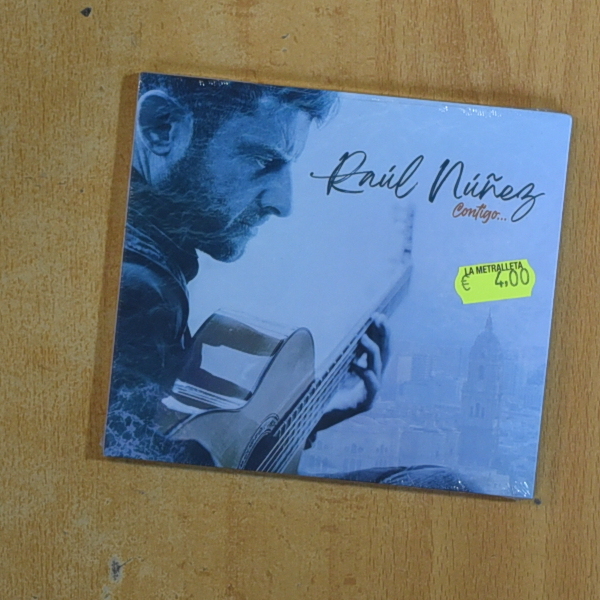 Raúl Núñez
Contigo...
LA METRALLETA
€ 4,00